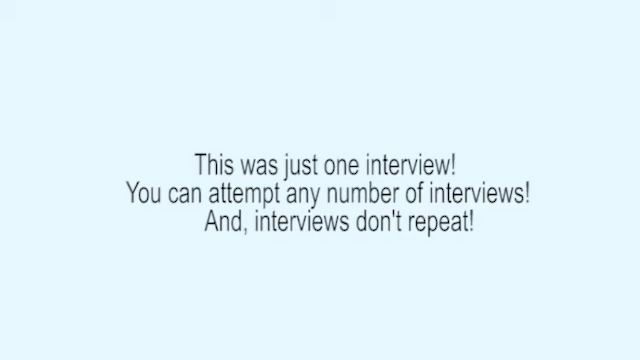 This was just one interview!
You can attempt any number of interviews!
And, interviews don't repeat!